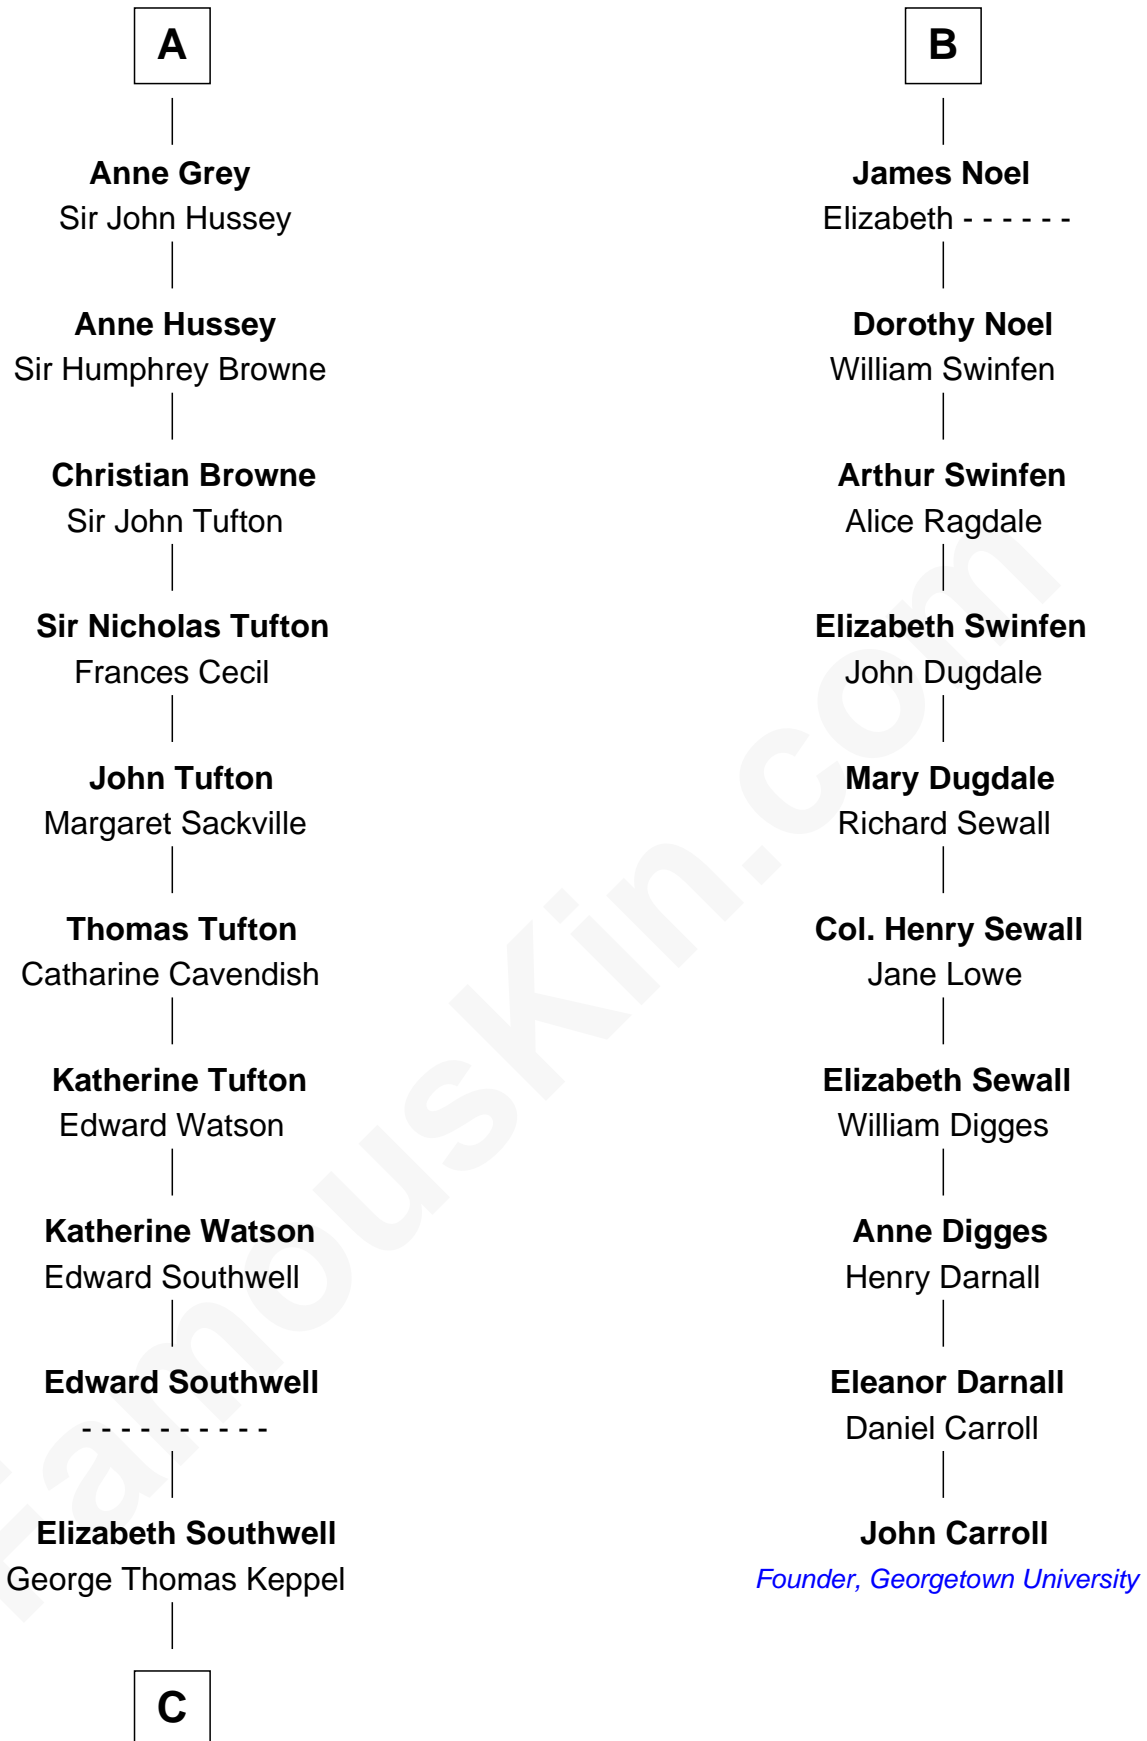 A
Anne Grey
Sir John Hussey
Anne Hussey
Sir Humphrey Browne
Christian Browne
Sir John Tufton
Sir Nicholas Tufton
Frances Cecil
John Tufton
Margaret Sackville
Thomas Tufton
Catharine Cavendish
Katherine Tufton
Edward Watson
Katherine Watson
Edward Southwell
Edward Southwell
- - - - - - - - - -
Elizabeth Southwell
George Thomas Keppel
C
B
James Noel
Elizabeth - - - - - -
Dorothy Noel
William Swinfen
Arthur Swinfen
Alice Ragdale
Elizabeth Swinfen
John Dugdale
Mary Dugdale
Richard Sewall
Col. Henry Sewall
Jane Lowe
Elizabeth Sewall
William Digges
Anne Digges
Henry Darnall
Eleanor Darnall
Daniel Carroll
John Carroll
Founder, Georgetown University
FamousKin.com